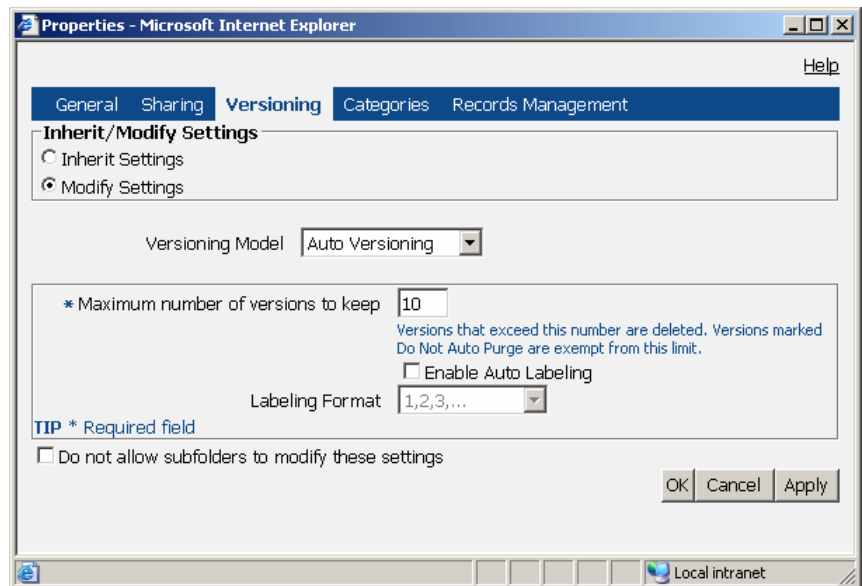 Properties - Microsoft Internet Explorer
Help
General Sharing Versioning Categories Records Management
Inherit/Modify Settings
Inherit Settings
Modify Settings
Versioning Model Auto Versioning
* Maximum number of versions to keep 10
Versions that exceed this number are deleted. Versions marked
Do Not Auto Purge are exempt from this limit.
Enable Auto Labeling
Labeling Format 1,2,3,...
TIP * Required field
Do not allow subfolders to modify these settings
OK Cancel Apply
Local intranet